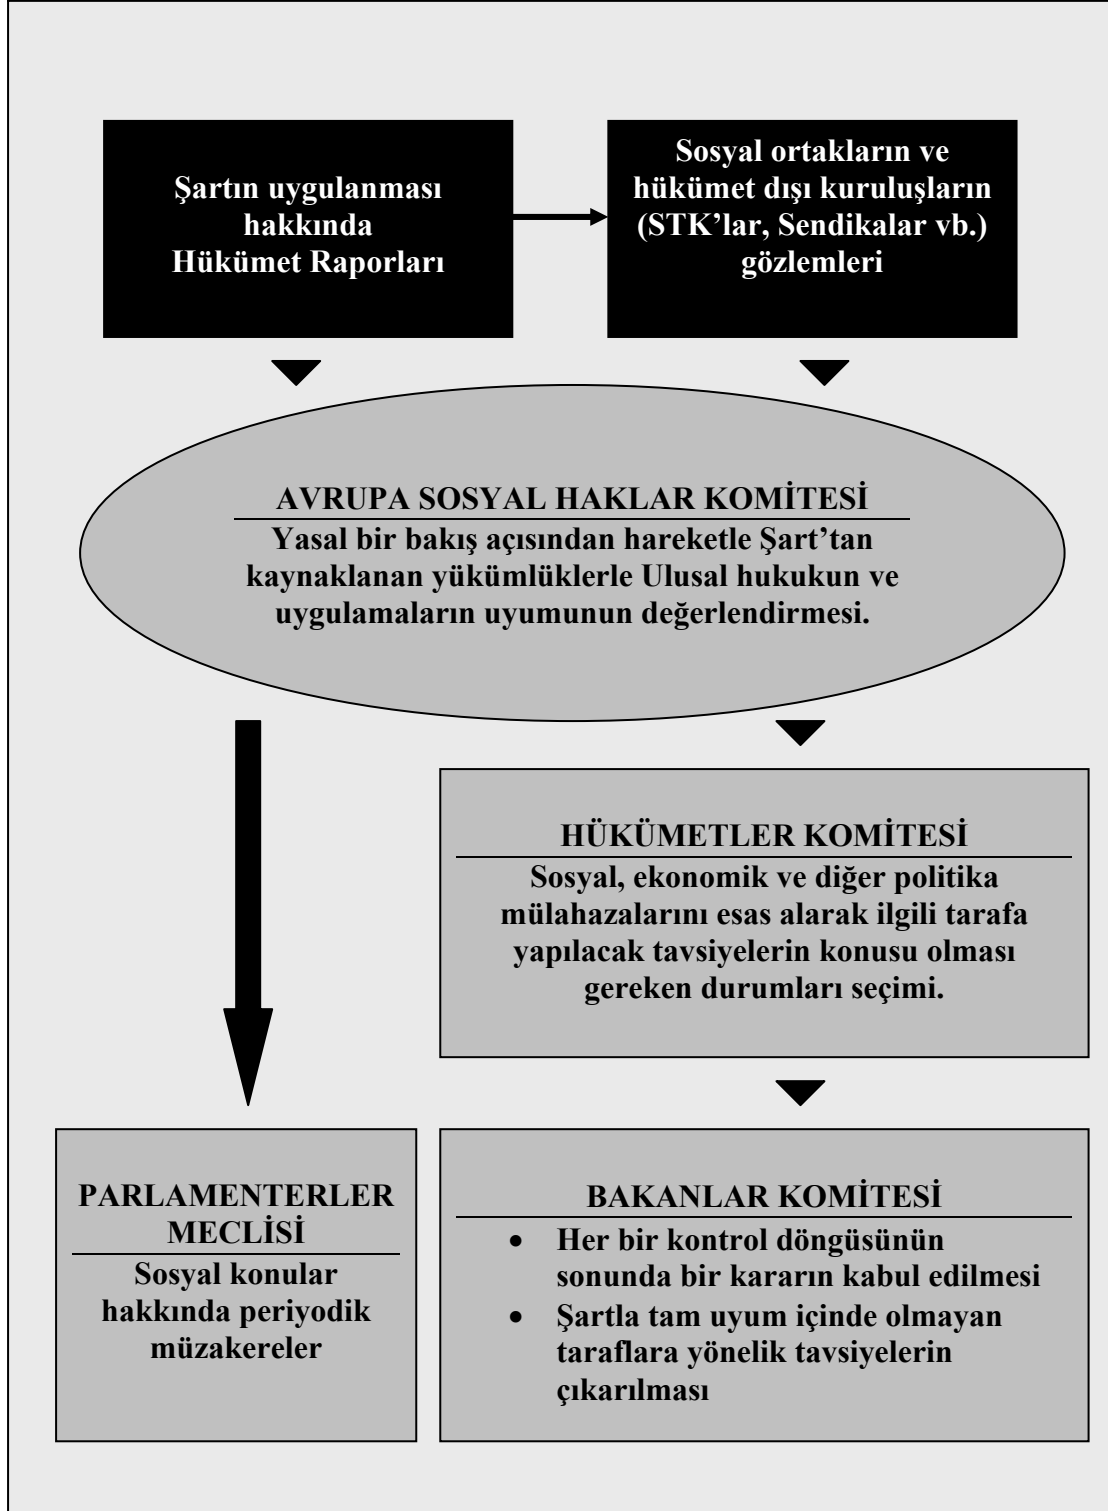 Şartın uygulanması
hakkında
Hükümet Raporları
Sosyal ortakların ve
hükümet dışı kuruluşların
(STK’lar, Sendikalar vb.)
gözlemleri
AVRUPA SOSYAL HAKLAR KOMİTESİ
Yasal bir bakış açısından hareketle Şart’tan
kaynaklanan yükümlüklerle Ulusal hukukun ve
uygulamaların uyumunun değerlendirmesi.
HÜKÜMETLER KOMİTESİ
Sosyal, ekonomik ve diğer politika
mülahazalarını esas alarak ilgili tarafa
yapılacak tavsiyelerin konusu olması
gereken durumları seçimi.
PARLAMENTERLER
MECLİSİ
Sosyal konular
hakkında periyodik
müzakereler
BAKANLAR KOMİTESİ
• Her bir kontrol döngüsünün
sonunda bir kararın kabul edilmesi
• Şartla tam uyum içinde olmayan
taraflara yönelik tavsiyelerin
çıkarılması